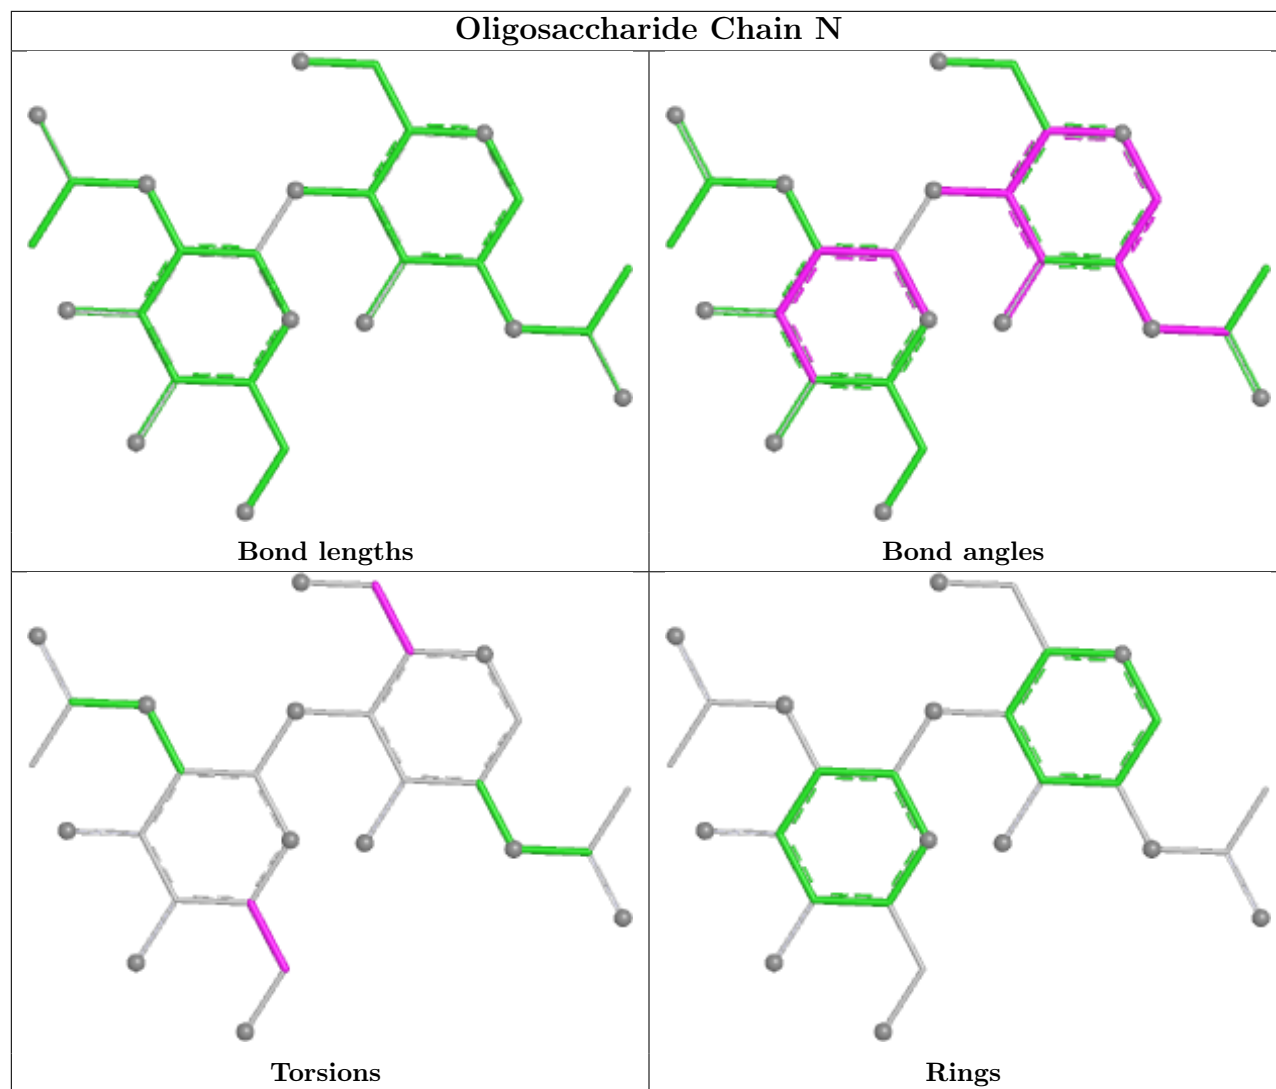 Oligosaccharide Chain N
Bond lengths
Bond angles
Torsions
Rings